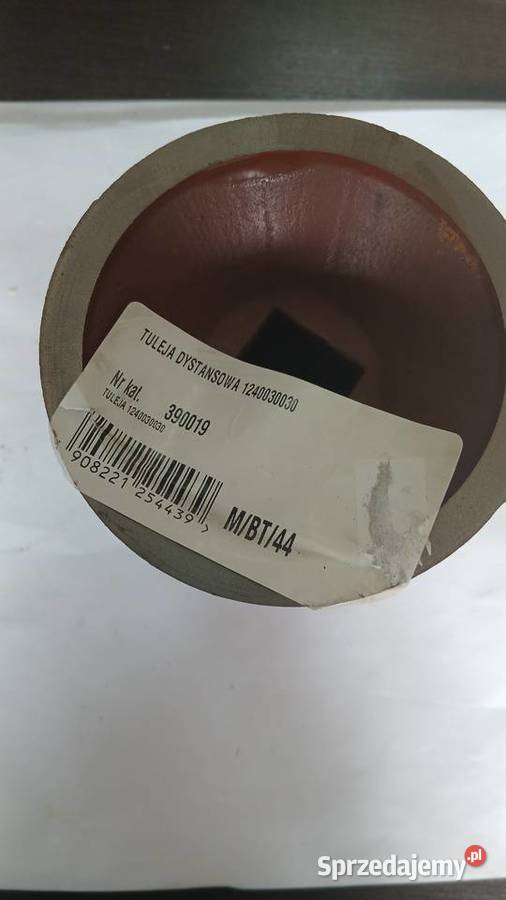 TULEJA DYSTANSOWA 1240030030
Nr kat. 390019
TULEJA 1240030030
908221 254439 >
M/BT/44
Sprzedajemy.pl